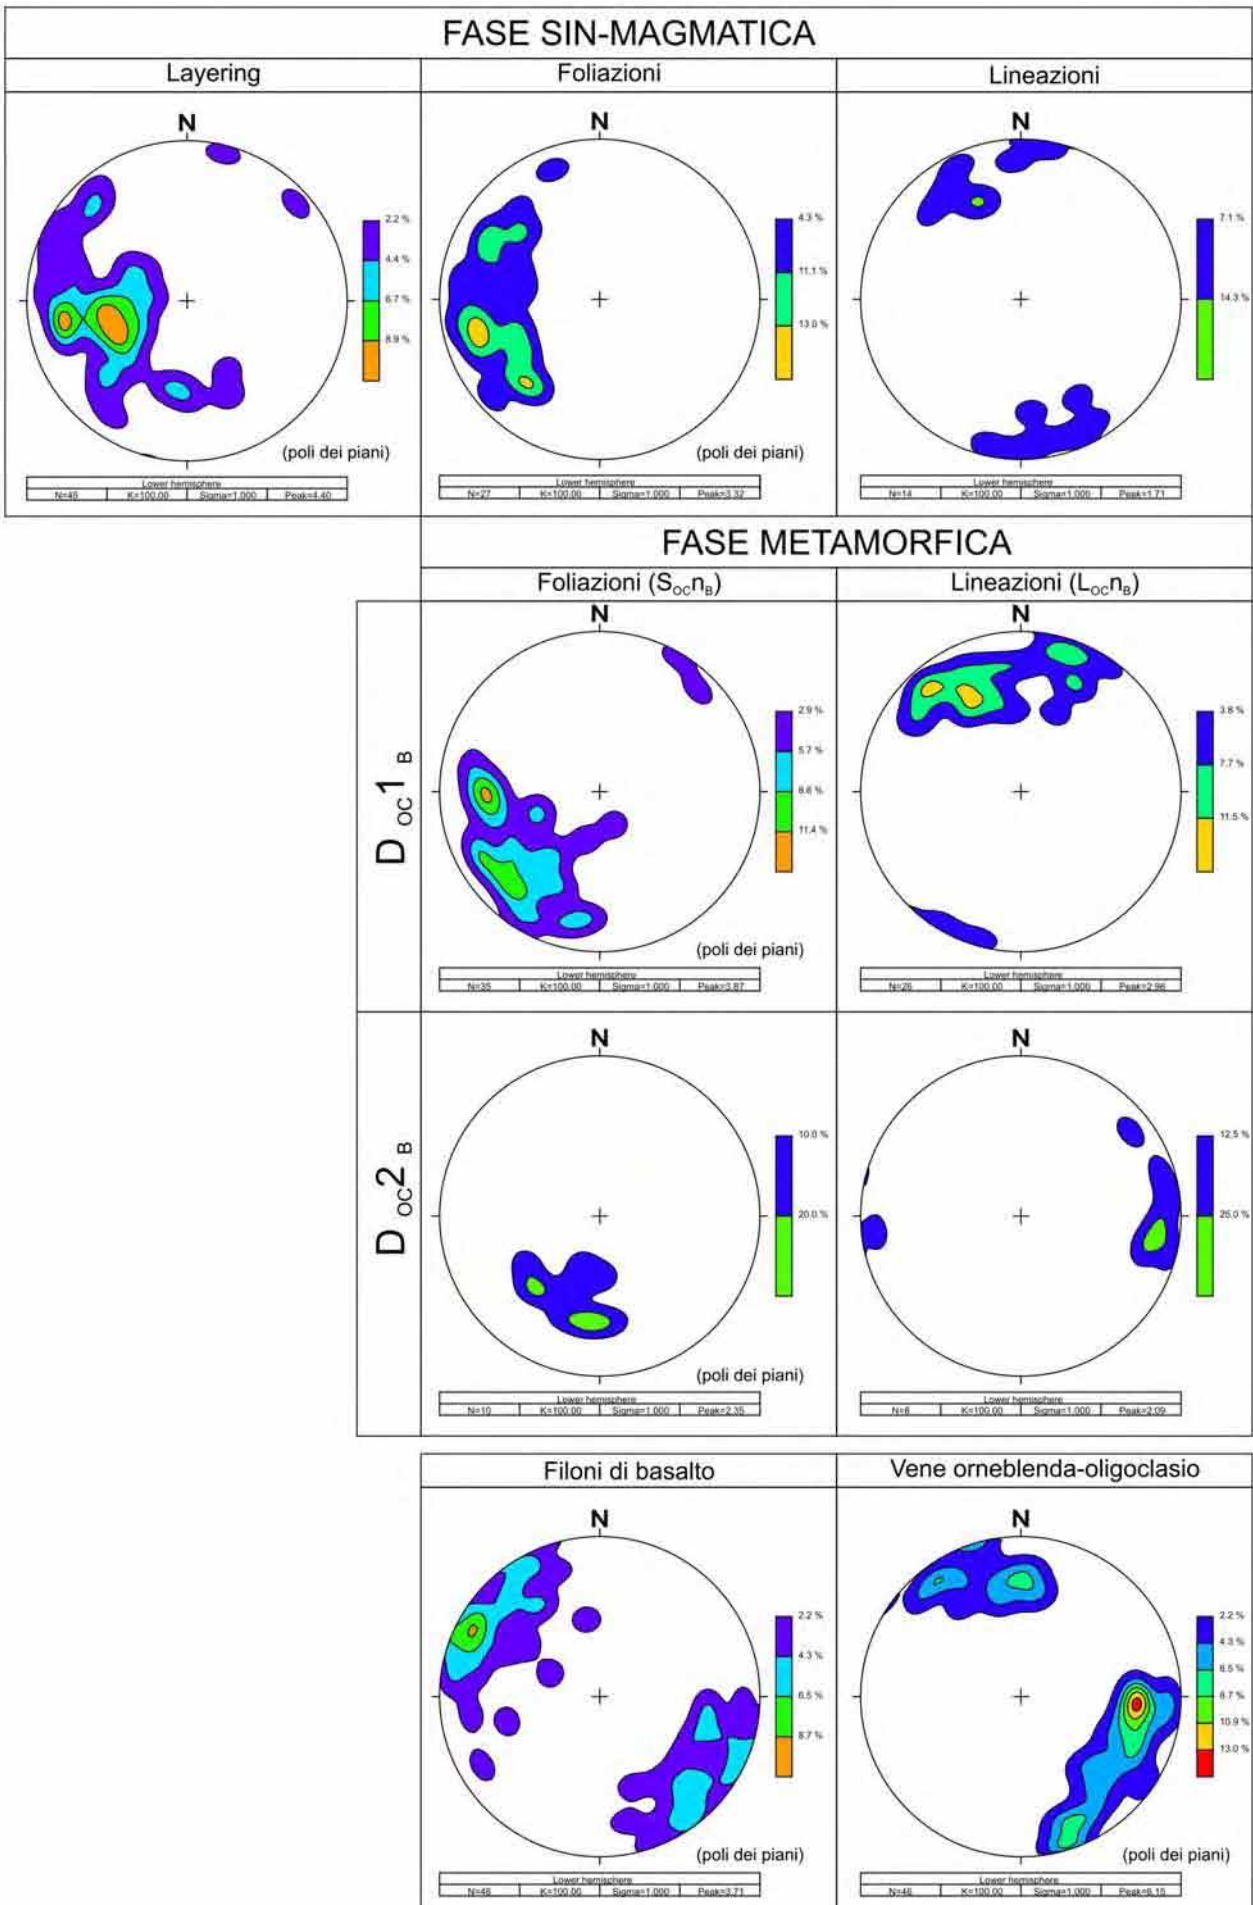 FASE SIN-MAGMATICA
Layering
Foliazioni
Lineazioni
N
2.2 %
4.4 %
6.7 %
8.9 %
(poli dei piani)
Lower hemisphere
N=45 K=100.00 Sigma=1.000 Peak=4.40
N
4.3 %
11.1 %
13.0 %
(poli dei piani)
Lower hemisphere
N=27 K=100.00 Sigma=1.000 Peak=3.32
N
7.1 %
14.3 %
Lower hemisphere
N=14 K=100.00 Sigma=1.000 Peak=1.71
FASE METAMORFICA
Foliazioni (SOCnB)
Lineazioni (LOCnB)
D OC1 B
N
2.9 %
5.7 %
8.6 %
11.4 %
(poli dei piani)
Lower hemisphere
N=35 K=100.00 Sigma=1.000 Peak=3.87
N
3.8 %
7.7 %
11.5 %
Lower hemisphere
N=26 K=100.00 Sigma=1.000 Peak=2.96
D OC2 B
N
10.0 %
20.0 %
(poli dei piani)
Lower hemisphere
N=10 K=100.00 Sigma=1.000 Peak=2.35
N
12.5 %
25.0 %
Lower hemisphere
N=8 K=100.00 Sigma=1.000 Peak=2.09
Filoni di basalto
Vene orneblenda-oligoclasio
N
2.2 %
4.3 %
6.5 %
8.7 %
(poli dei piani)
Lower hemisphere
N=46 K=100.00 Sigma=1.000 Peak=3.71
N
2.2 %
4.3 %
6.5 %
8.7 %
10.9 %
13.0 %
(poli dei piani)
Lower hemisphere
N=46 K=100.00 Sigma=1.000 Peak=6.15